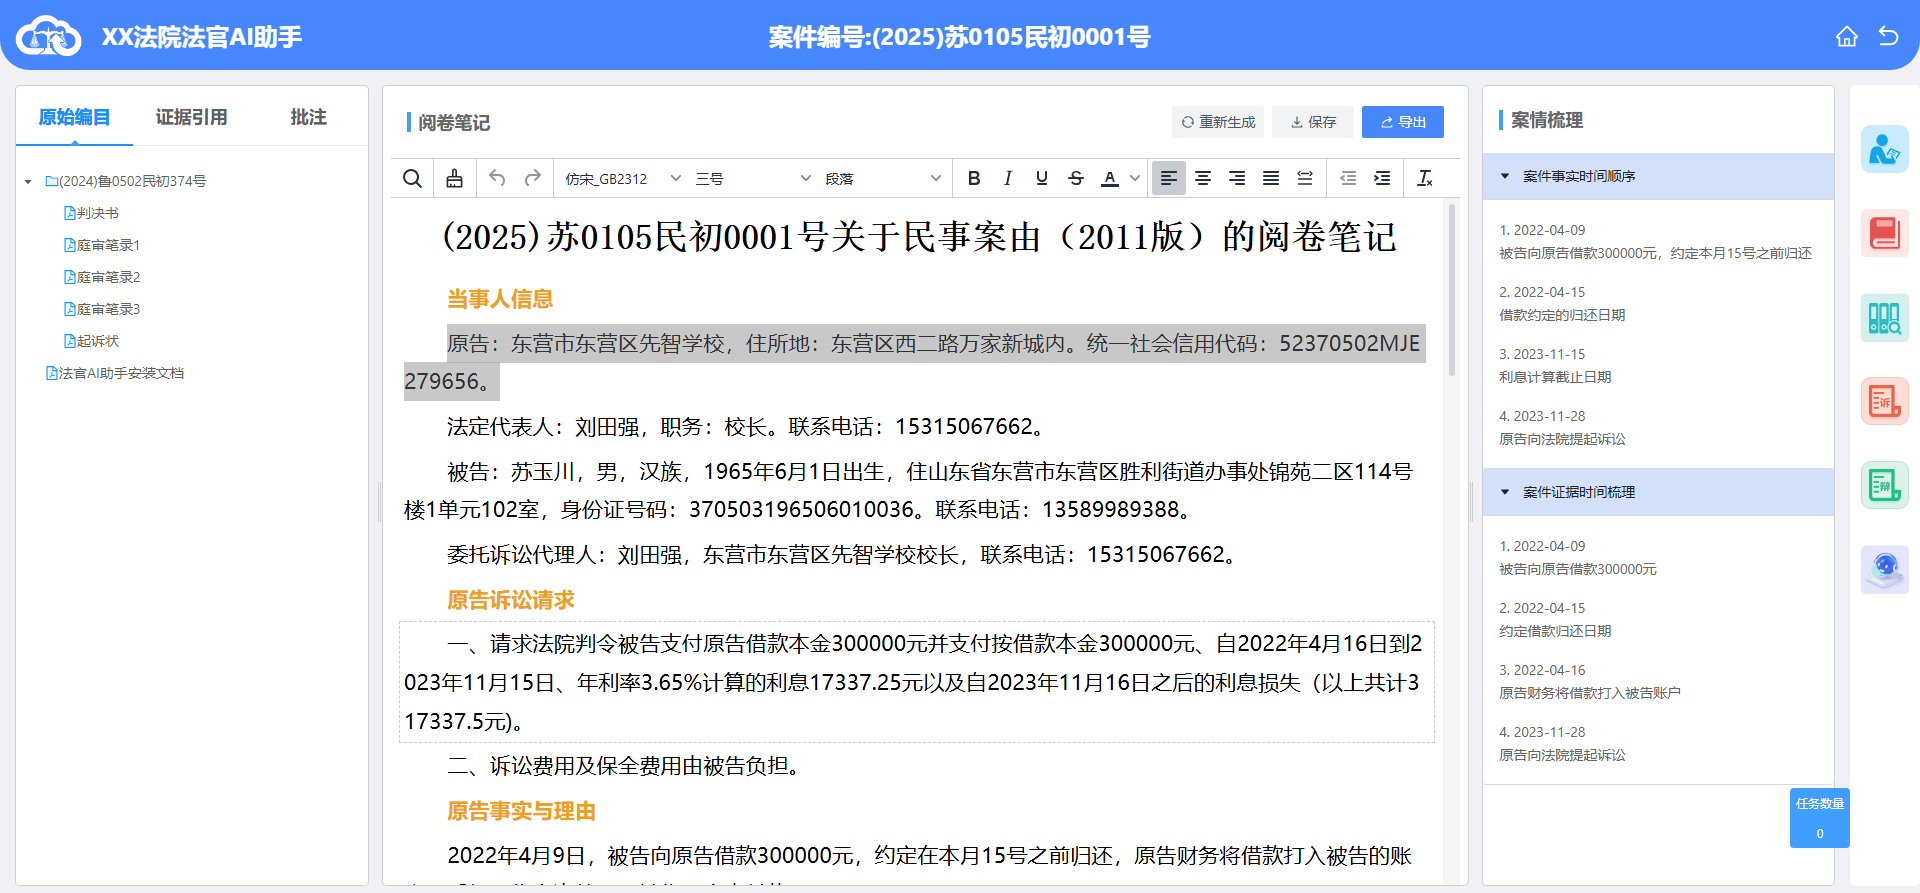 XX法院法官AI助手
案件编号:(2025)苏0105民初0001号
原始编目
证据引用
批注
(2024)鲁0502民初374号
判决书
庭审笔录1
庭审笔录2
庭审笔录3
起诉状
法官AI助手安装文档
阅卷笔记
重新生成
保存
导出
仿宋_GB2312
三号
段落
B
I
U
S
A
(2025)苏0105民初0001号关于民事案由（2011版）的阅卷笔记
当事人信息
原告：东营市东营区先智学校，住所地：东营区西二路万家新城内。统一社会信用代码：52370502MJE
279656。
法定代表人：刘田强，职务：校长。联系电话：15315067662。
被告：苏玉川，男，汉族，1965年6月1日出生，住山东省东营市东营区胜利街道办事处锦苑二区114号
楼1单元102室，身份证号码：370503196506010036。联系电话：13589989388。
委托诉讼代理人：刘田强，东营市东营区先智学校校长，联系电话：15315067662。
原告诉讼请求
一、请求法院判令被告支付原告借款本金300000元并支付按借款本金300000元、自2022年4月16日到2
023年11月15日、年利率3.65%计算的利息17337.25元以及自2023年11月16日之后的利息损失（以上共计3
17337.5元)。
二、诉讼费用及保全费用由被告负担。
原告事实与理由
2022年4月9日，被告向原告借款300000元，约定在本月15号之前归还，原告财务将借款打入被告的账
案情梳理
案件事实时间顺序
1. 2022-04-09
被告向原告借款300000元，约定本月15号之前归还
2. 2022-04-15
借款约定的归还日期
3. 2023-11-15
利息计算截止日期
4. 2023-11-28
原告向法院提起诉讼
案件证据时间梳理
1. 2022-04-09
被告向原告借款300000元
2. 2022-04-15
约定借款归还日期
3. 2022-04-16
原告财务将借款打入被告账户
4. 2023-11-28
原告向法院提起诉讼
任务数量
0
诉
辩